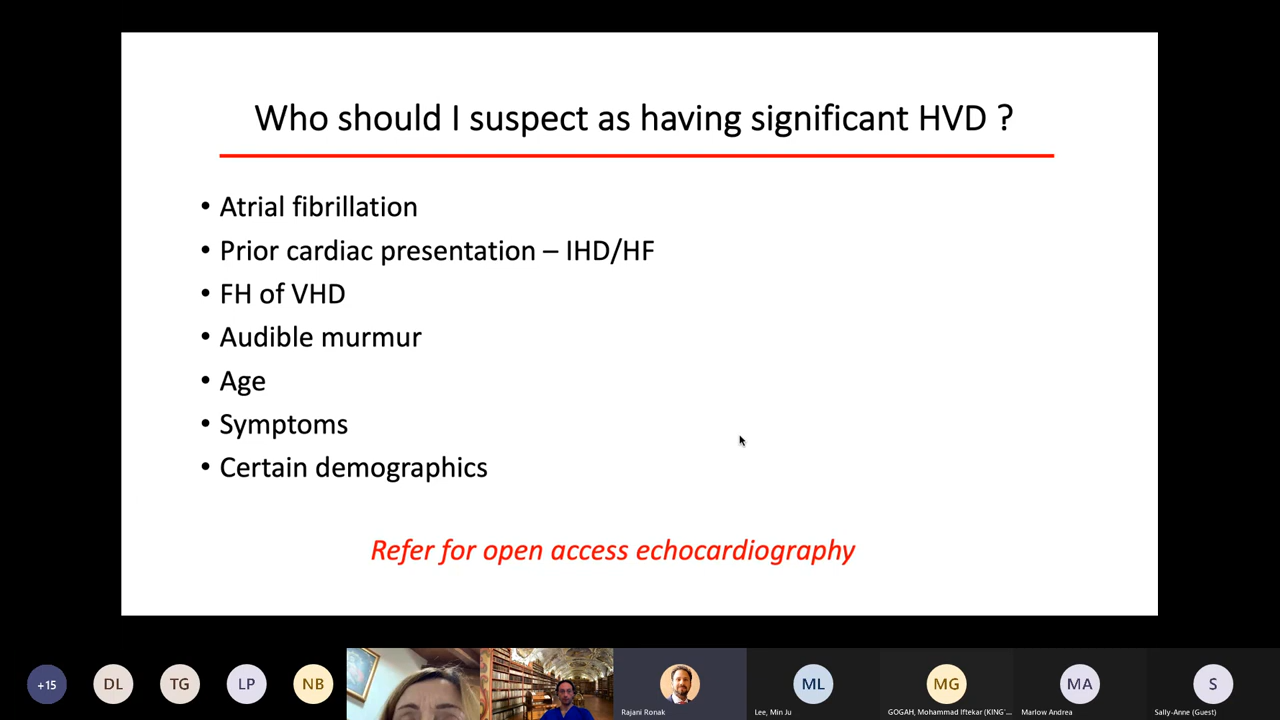 Who should I suspect as having significant HVD ?
• Atrial fibrillation
• Prior cardiac presentation – IHD/HF
• FH of VHD
• Audible murmur
• Age
• Symptoms
• Certain demographics
Refer for open access echocardiography
+15
DL
TG
LP
NB
Rajani Ronak
ML
Lee, Min Ju
MG
GOGAH, Mohammad Iftekar (KING'...
MA
Marlow Andrea
S
Sally-Anne (Guest)